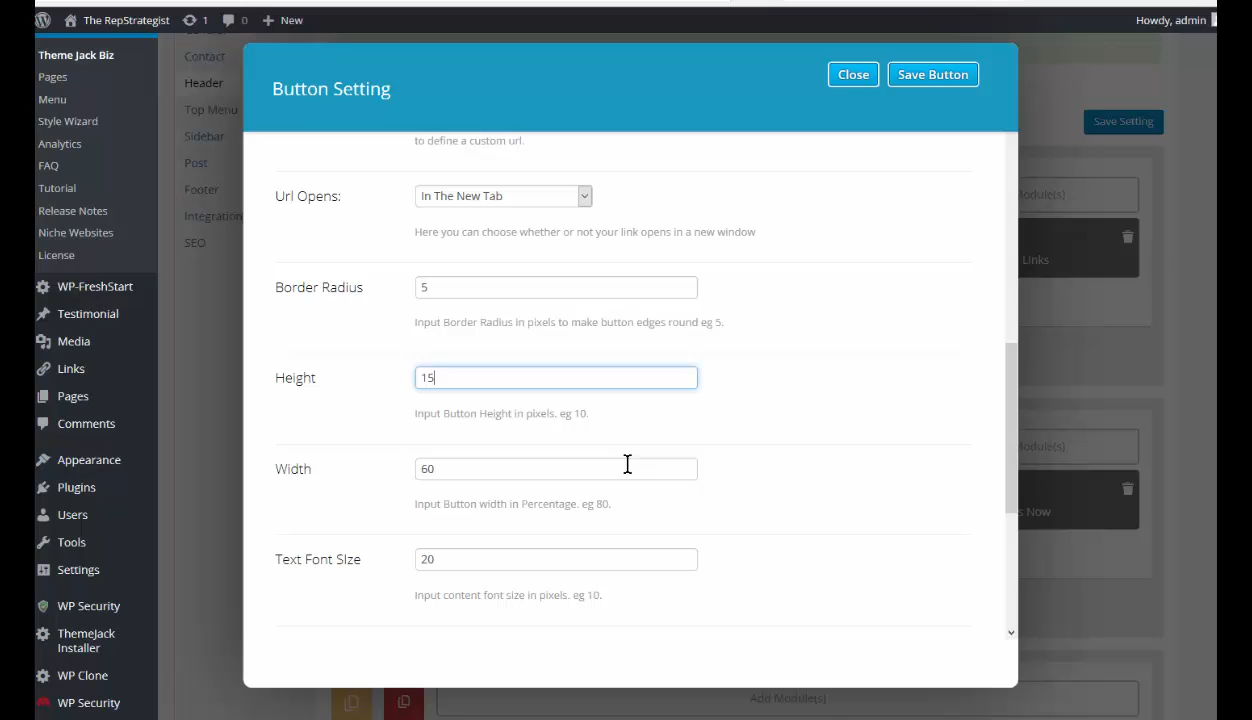 The RepStrategist 1 0 New Howdy, admin
Theme Jack Biz
Pages
Menu
Style Wizard
Analytics
FAQ
Tutorial
Release Notes
Niche Websites
License
WP-FreshStart
Testimonial
Media
Links
Pages
Comments
Appearance
Plugins
Users
Tools
Settings
WP Security
ThemeJack
Installer
WP Clone
WP Security
Contact
Header
Top Menu
Sidebar
Post
Footer
Integration
SEO
Button Setting
Close
Save Button
to define a custom url.
Url Opens: In The New Tab
Here you can choose whether or not your link opens in a new window
Border Radius 5
Input Border Radius in pixels to make button edges round eg 5.
Height 15
Input Button Height in pixels. eg 10.
Width 60
Input Button width in Percentage. eg 80.
Text Font SIze 20
Input content font size in pixels. eg 10.
Save Setting
Module(s)
Links
Module(s)
s Now
Add Module(s)